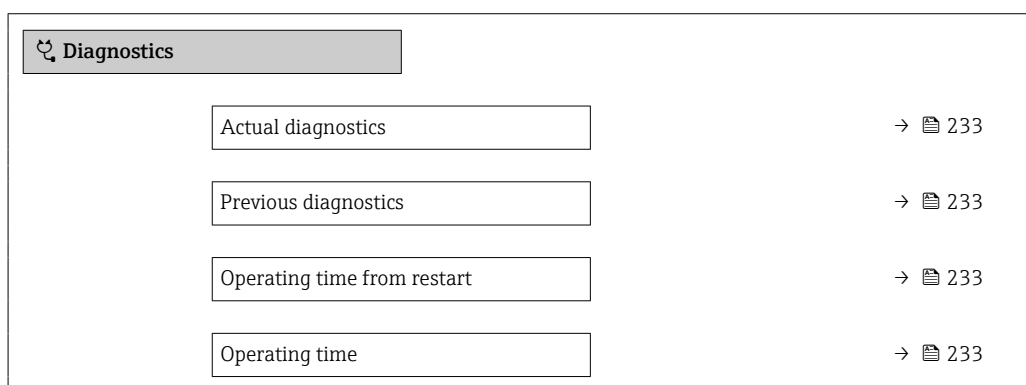 Diagnostics
Actual diagnostics → 233
Previous diagnostics → 233
Operating time from restart → 233
Operating time → 233